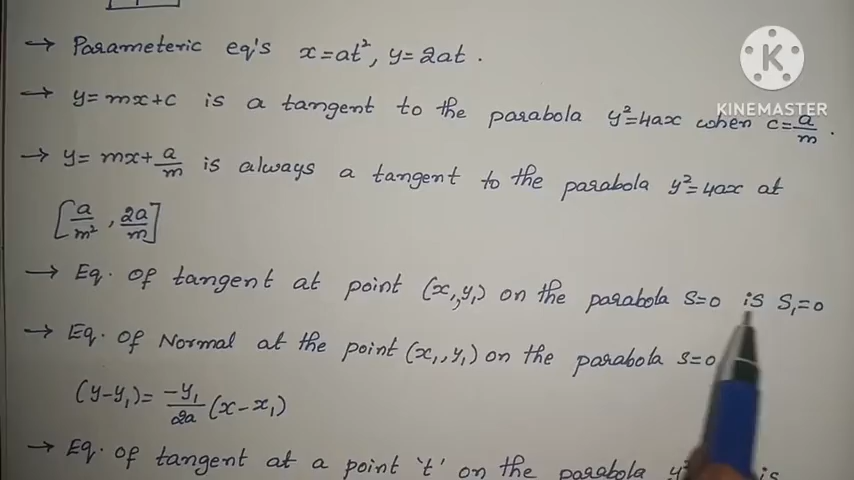 K
KINEMASTER
→ Parameteric eq's x=at², y=2at.
→ y=mx+c is a tangent to the parabola y²=4ax when c=a/m.
→ y=mx+a/m is always a tangent to the parabola y²=4ax at
[a/m², 2a/m]
→ Eq. of tangent at point (x₁,y₁) on the parabola S=0 is S₁=0
→ Eq. of Normal at the point (x₁,y₁) on the parabola S=0
(y-y₁)=-y₁/2a(x-x₁)
→ Eq. of tangent at a point 't' on the parabola is